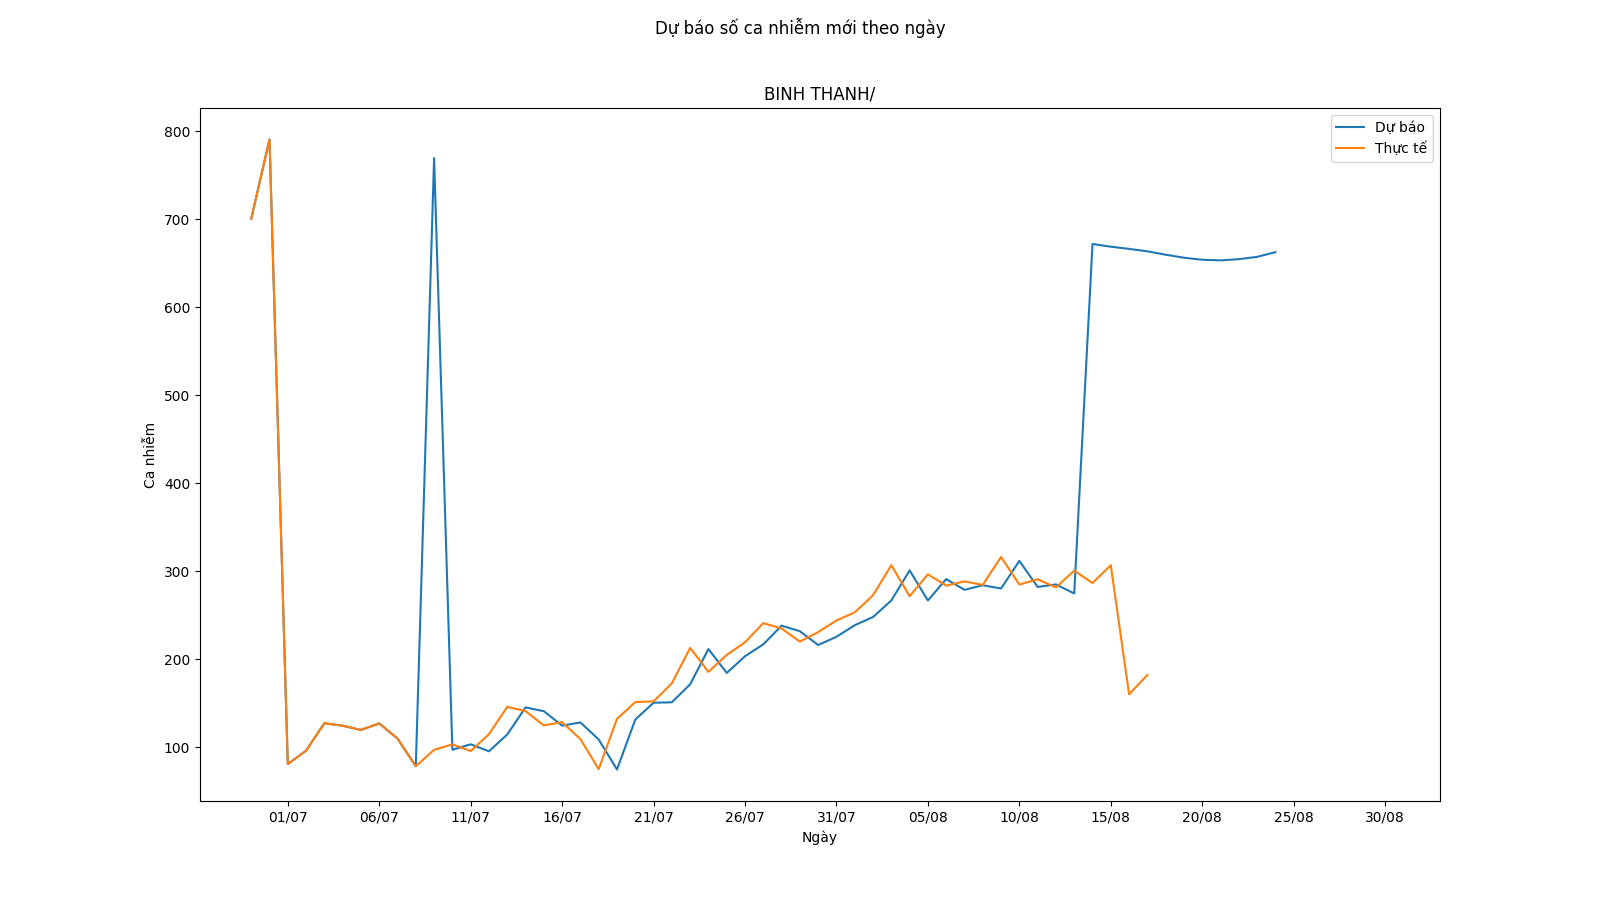 Dự báo số ca nhiễm mới theo ngày
BINH THANH/
Dự báo
Thực tế
800
700
600
500
400
300
200
100
Ca nhiễm
01/07 06/07 11/07 16/07 21/07 26/07 31/07 05/08 10/08 15/08 20/08 25/08 30/08
Ngày